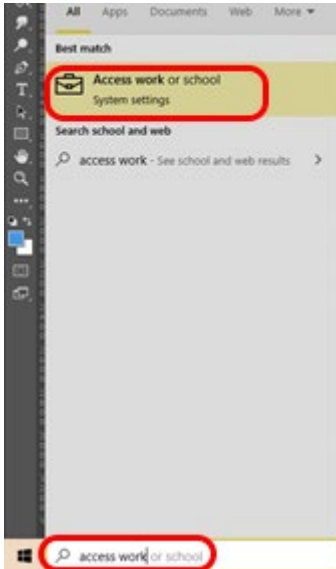 All Apps Documents Web More
Best match
Access work or school
System settings
Search school and web
access work - See school and web results
access work or school